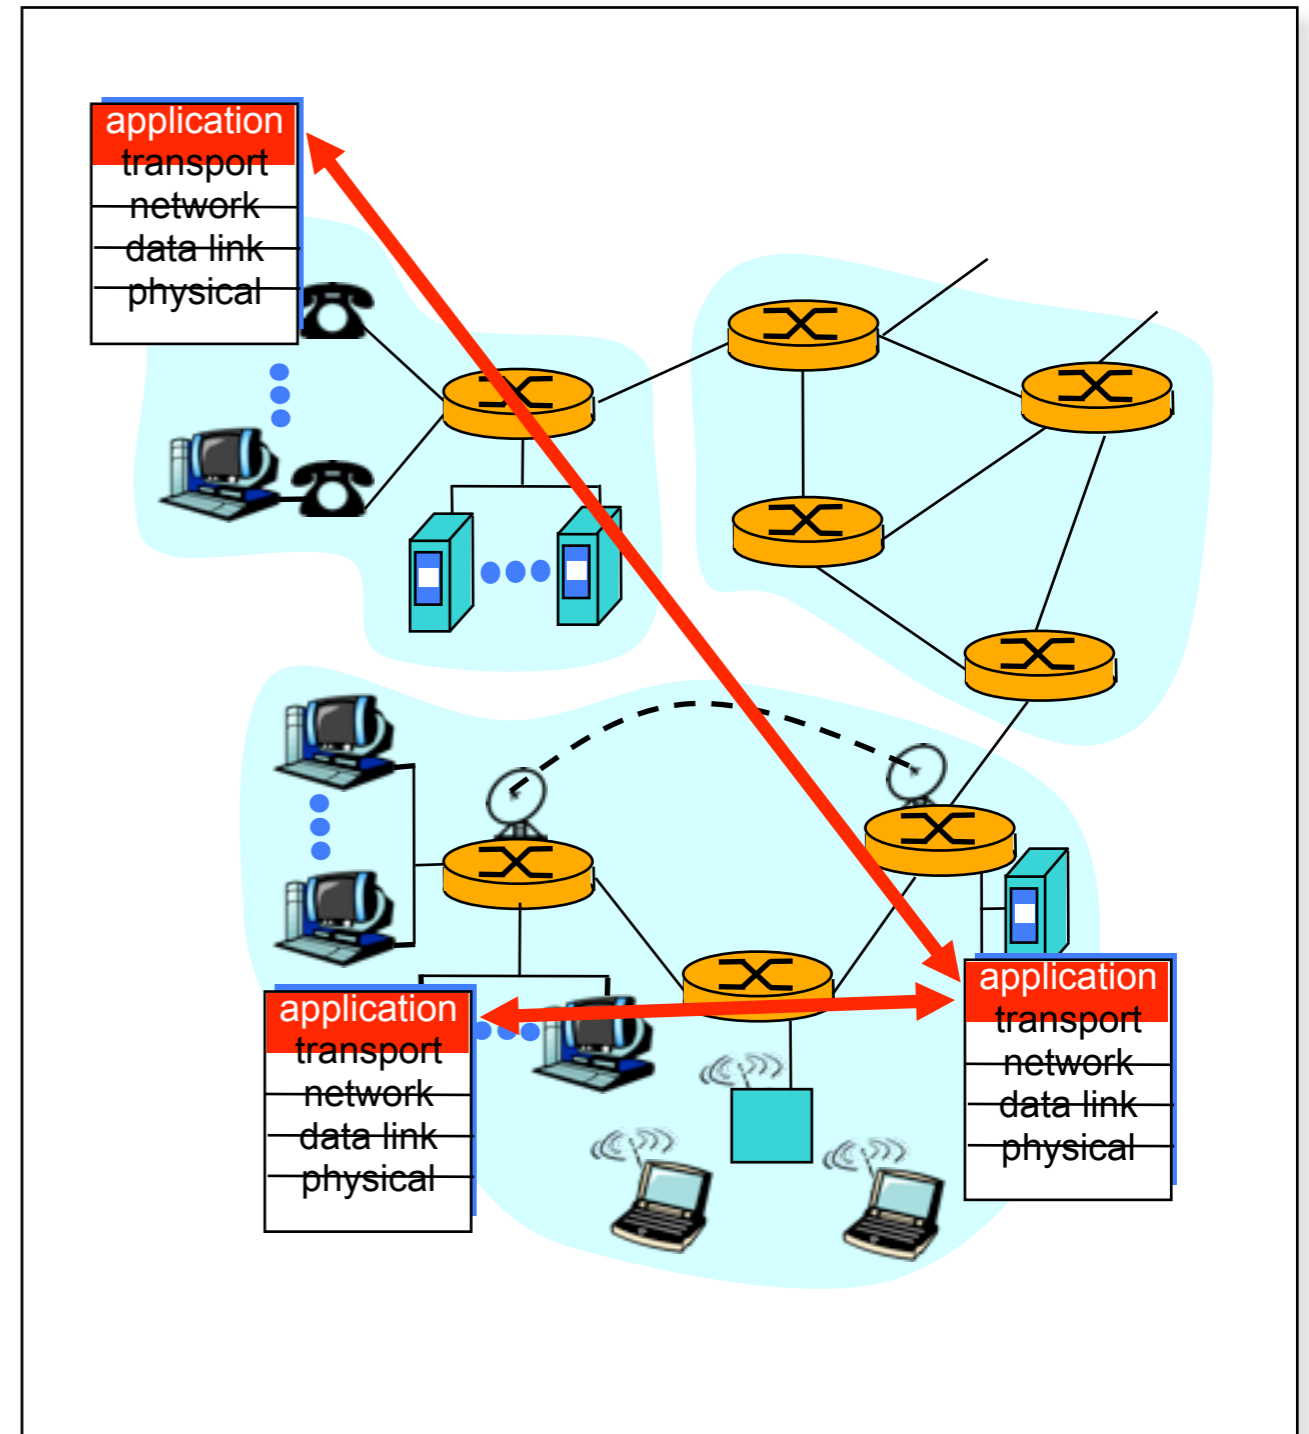 application
transport
network
data link
physical
application
transport
network
data link
physical
application
transport
network
data link
physical